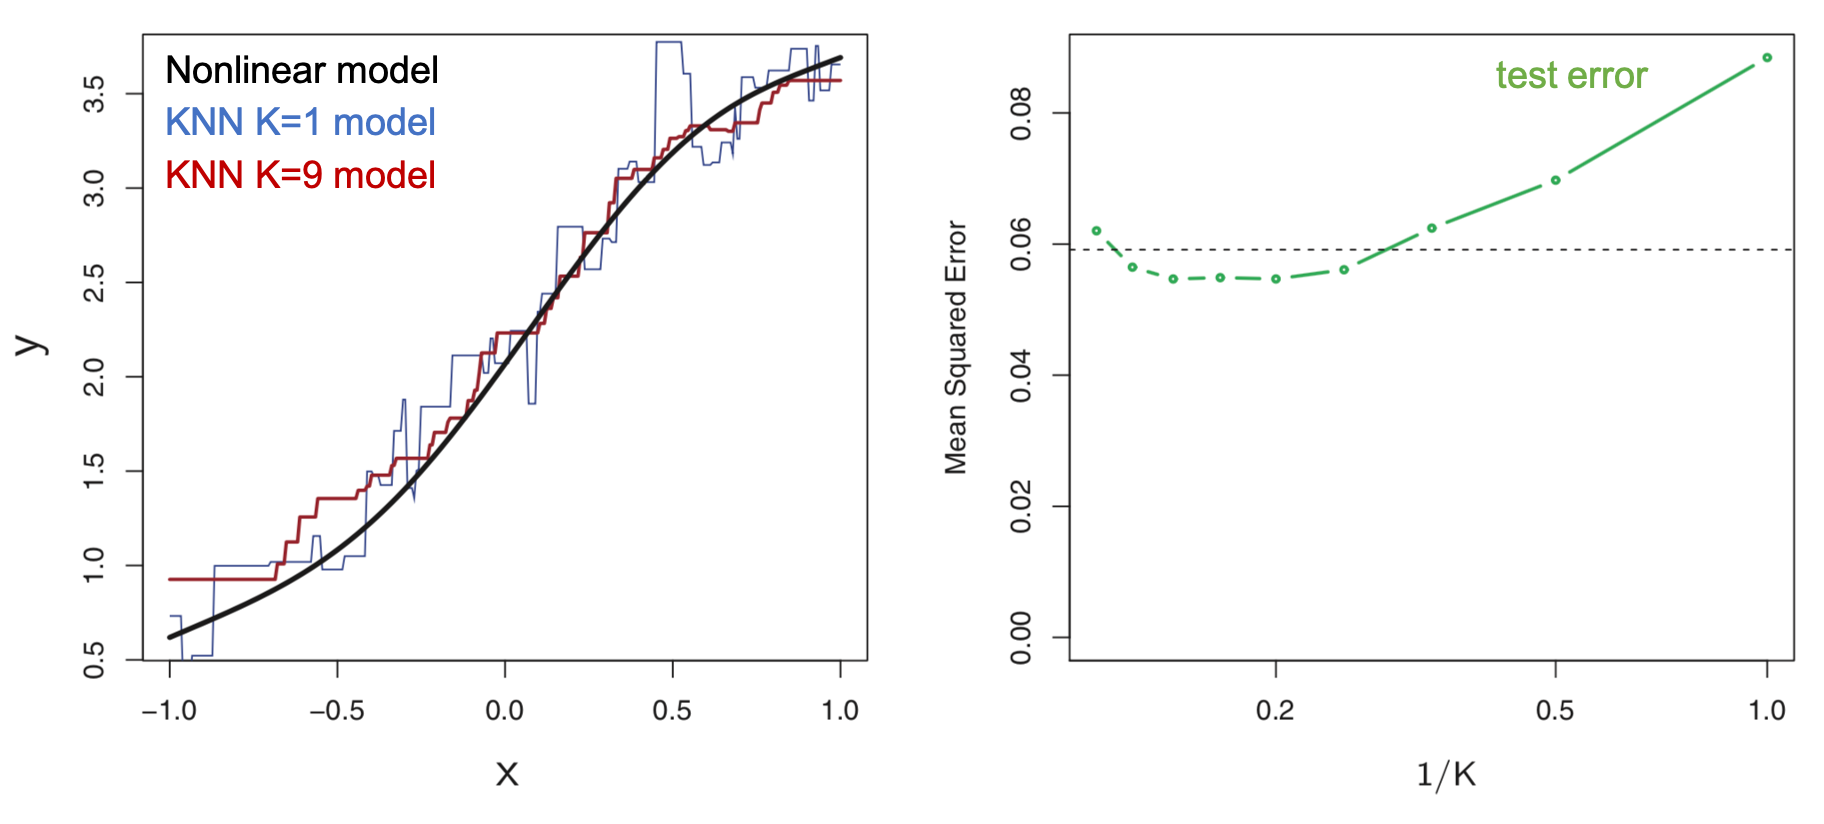 Nonlinear model
KNN K=1 model
KNN K=9 model
y
3.5
3.0
2.5
2.0
1.5
1.0
0.5
−1.0 −0.5 0.0 0.5 1.0
X
test error
Mean Squared Error
0.08
0.06
0.04
0.02
0.00
0.2 0.5 1.0
1/K